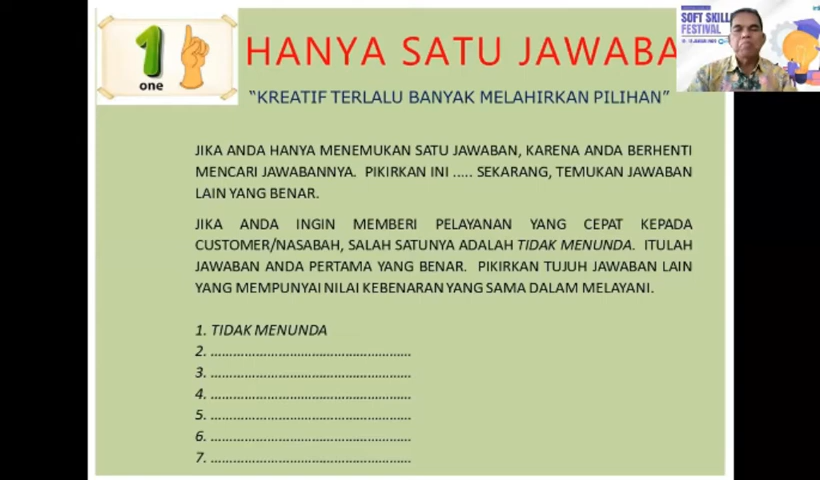 1
one
HANYA SATU JAWABA
"KREATIF TERLALU BANYAK MELAHIRKAN PILIHAN"
SOFT SKILL
FESTIVAL
JIKA ANDA HANYA MENEMUKAN SATU JAWABAN, KARENA ANDA BERHENTI
MENCARI JAWABANNYA. PIKIRKAN INI ..... SEKARANG, TEMUKAN JAWABAN
LAIN YANG BENAR.
JIKA ANDA INGIN MEMBERI PELAYANAN YANG CEPAT KEPADA
CUSTOMER/NASABAH, SALAH SATUNYA ADALAH TIDAK MENUNDA. ITULAH
JAWABAN ANDA PERTAMA YANG BENAR. PIKIRKAN TUJUH JAWABAN LAIN
YANG MEMPUNYAI NILAI KEBENARAN YANG SAMA DALAM MELAYANI.
1. TIDAK MENUNDA
2. ......................................................
3. ......................................................
4. ......................................................
5. ......................................................
6. ......................................................
7. ......................................................